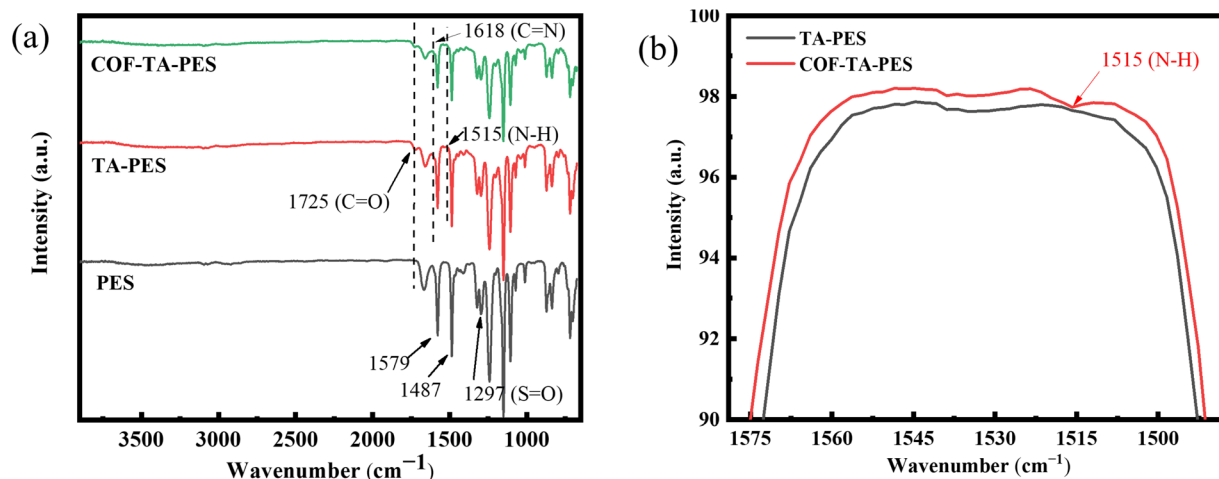 (a)
1618 (C=N)
COF-TA-PES
1515 (N-H)
TA-PES
1725 (C=O)
PES
1579
1487
1297 (S=O)
Intensity (a.u.)
3500 3000 2500 2000 1500 1000
Wavenumber (cm−1)
(b)
100
98
96
94
92
90
TA-PES
COF-TA-PES
1515 (N-H)
Intensity (a.u.)
1575 1560 1545 1530 1515 1500
Wavenumber (cm−1)